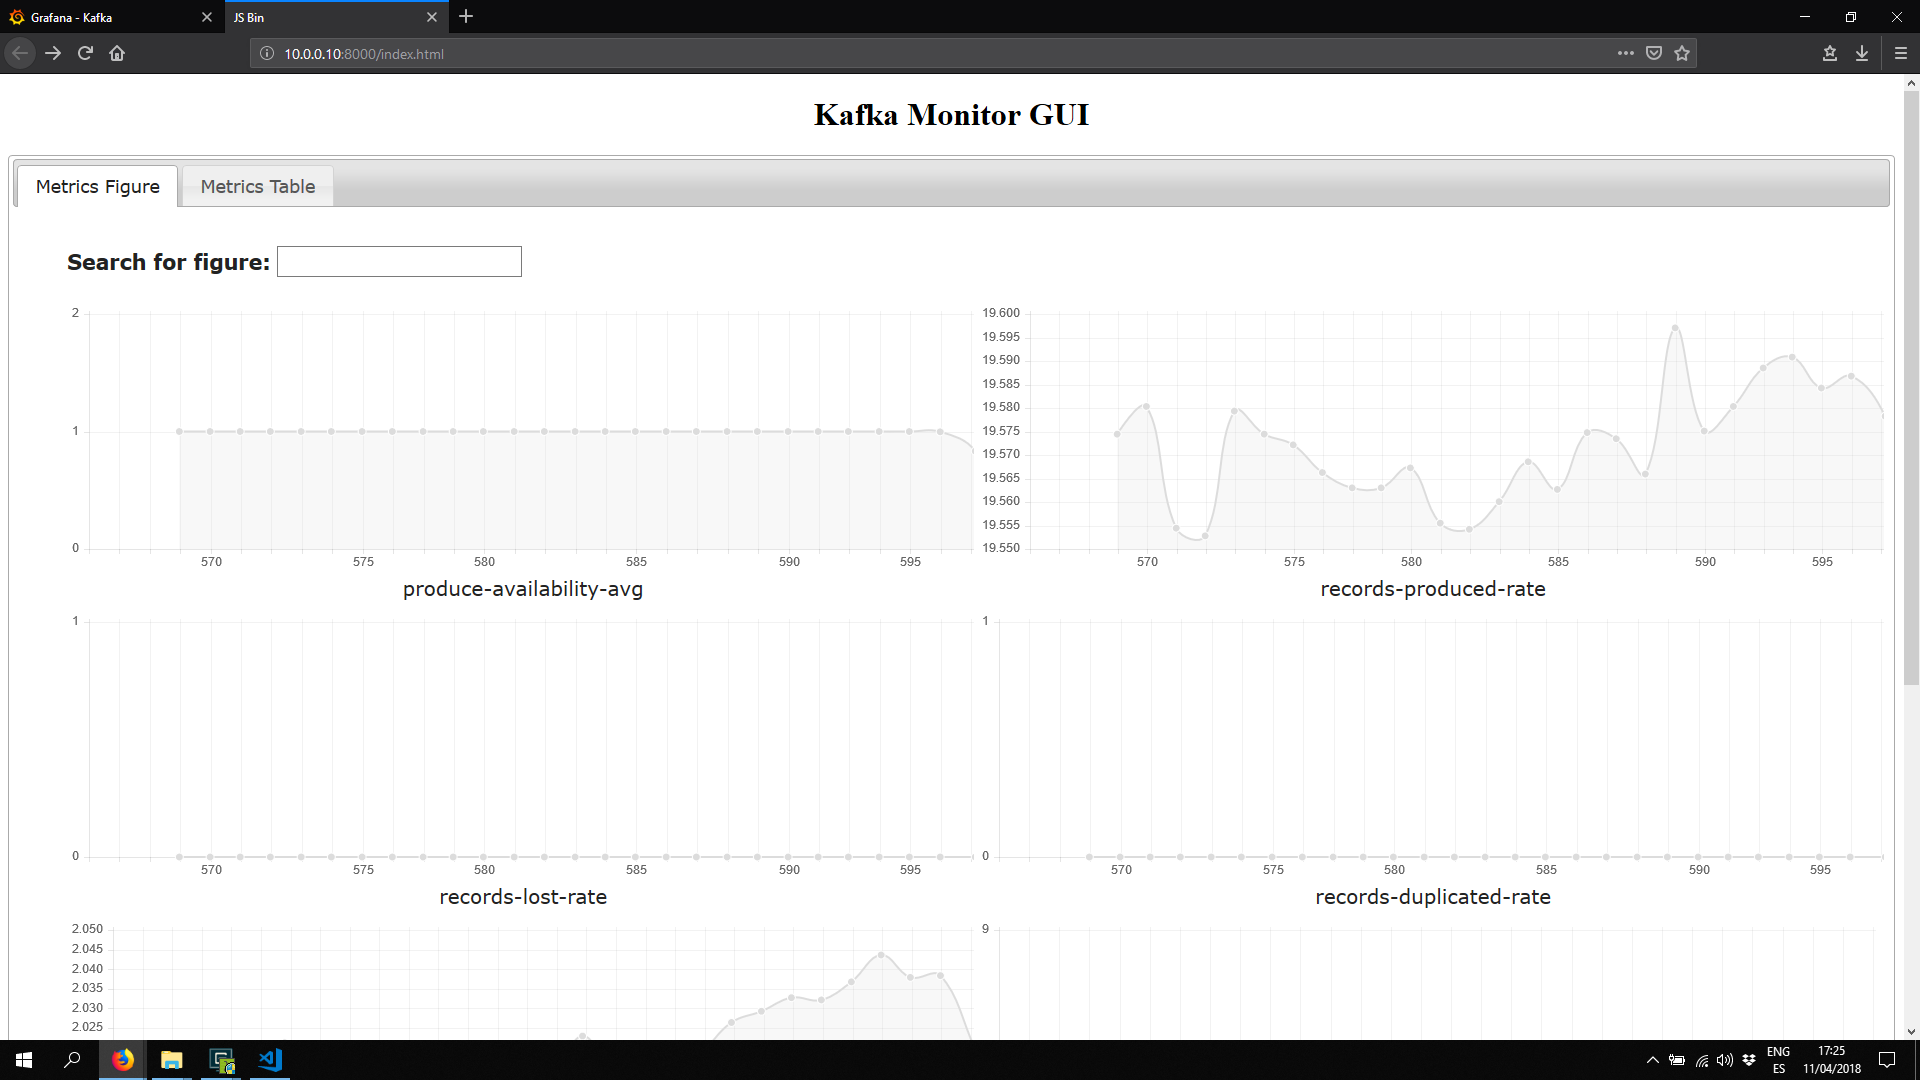 Grafana - Kafka
JS Bin
10.0.0.10:8000/index.html
Kafka Monitor GUI
Metrics Figure
Metrics Table
Search for figure:
2
1
0
570 575 580 585 590 595
produce-availability-avg
19.600
19.595
19.590
19.585
19.580
19.575
19.570
19.565
19.560
19.555
19.550
570 575 580 585 590 595
records-produced-rate
1
0
570 575 580 585 590 595
records-lost-rate
1
0
570 575 580 585 590 595
records-duplicated-rate
2.050
2.045
2.040
2.035
2.030
2.025
9
ENG
ES
17:25
11/04/2018